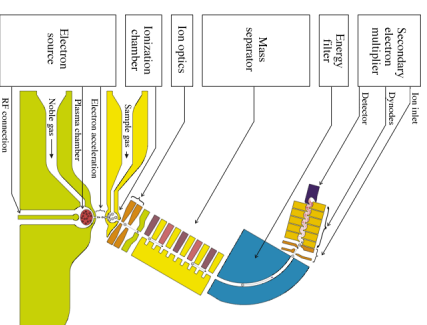 Electron
source
Ionization
chamber
Ion optics
Mass
separator
Energy
filter
Secondary
electron
multiplier
RF connection
Noble gas
Plasma chamber
Electron acceleration
Sample gas
Detector
Dynodes
Ion inlet